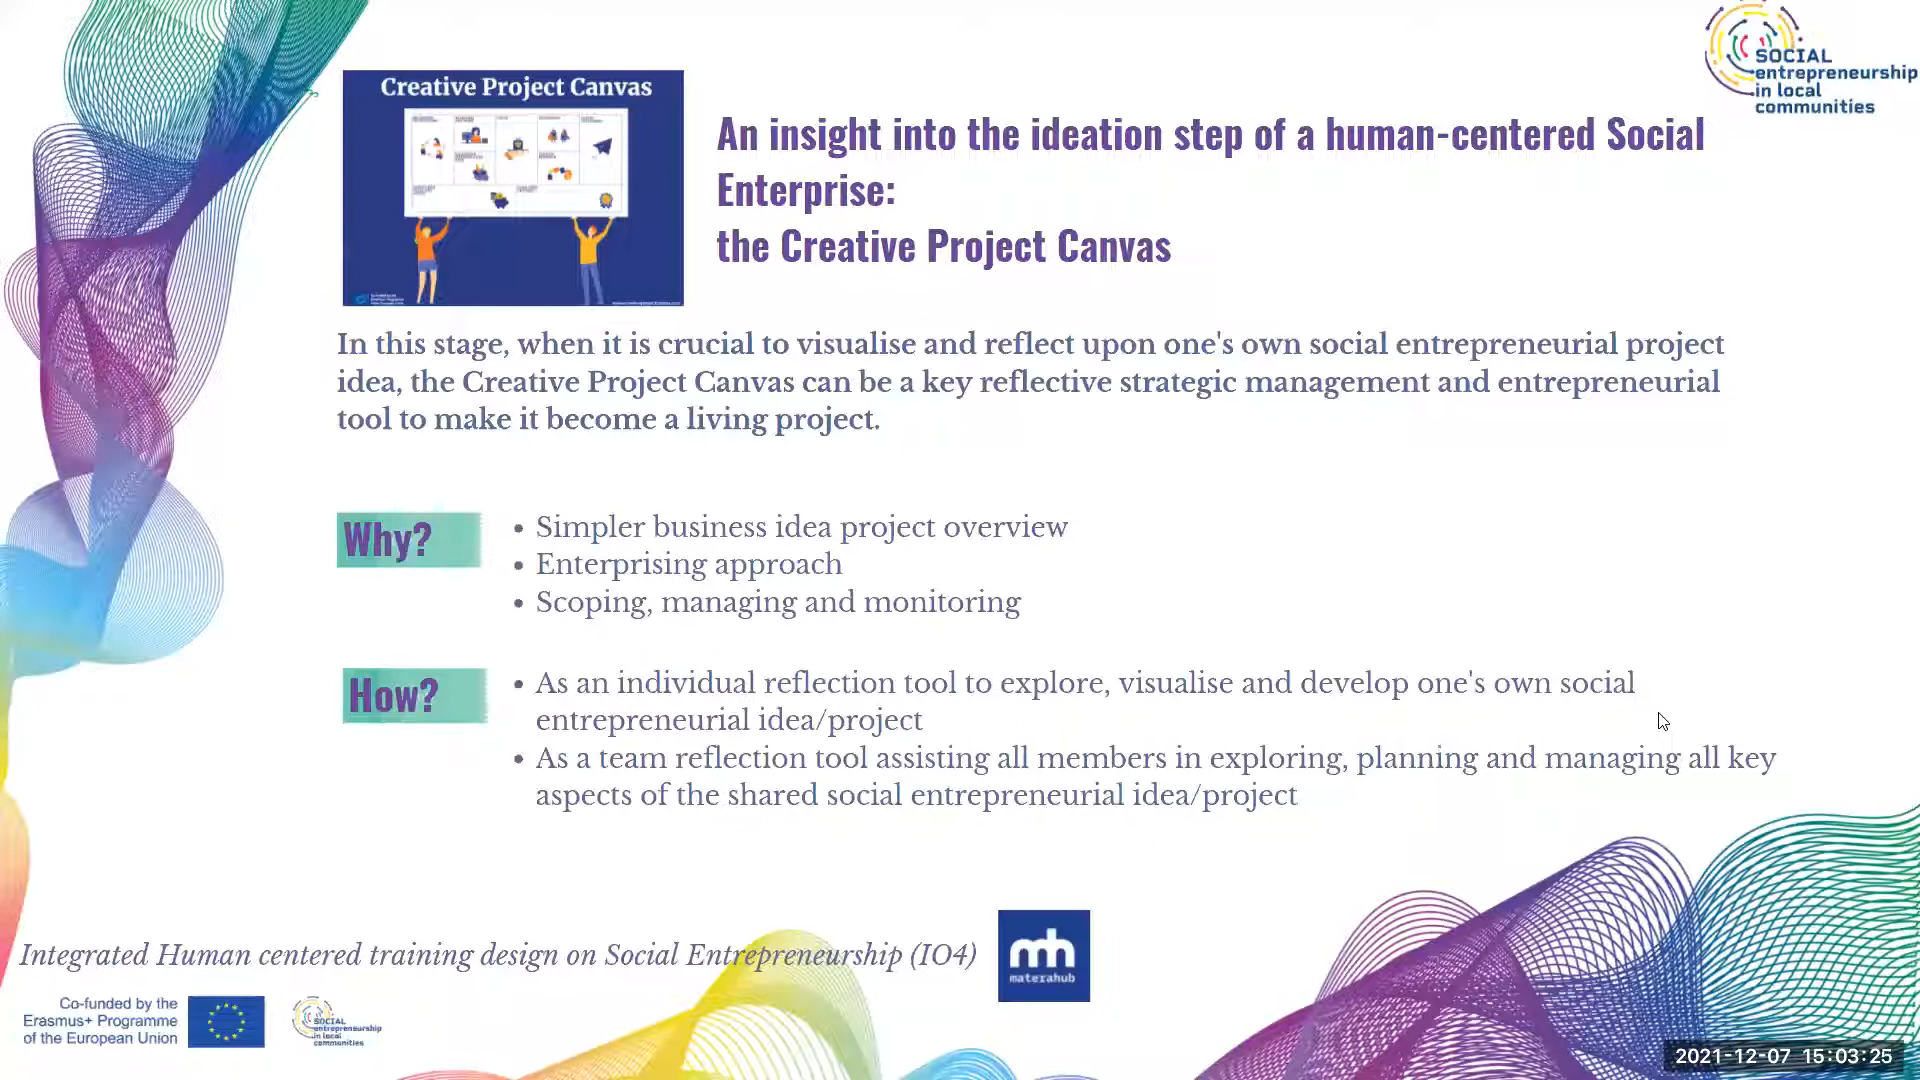 SOCIAL
entrepreneurship
in local
communities
Creative Project Canvas
An insight into the ideation step of a human-centered Social
Enterprise:
the Creative Project Canvas
In this stage, when it is crucial to visualise and reflect upon one's own social entrepreneurial project
idea, the Creative Project Canvas can be a key reflective strategic management and entrepreneurial
tool to make it become a living project.
Why?
• Simpler business idea project overview
• Enterprising approach
• Scoping, managing and monitoring
How?
• As an individual reflection tool to explore, visualise and develop one's own social
entrepreneurial idea/project
• As a team reflection tool assisting all members in exploring, planning and managing all key
aspects of the shared social entrepreneurial idea/project
Integrated Human centered training design on Social Entrepreneurship (IO4)
mh
materahub
Co-funded by the
Erasmus+ Programme
of the European Union
SOCIAL
entrepreneurship
in local
communities
2021-12-07 15:03:25